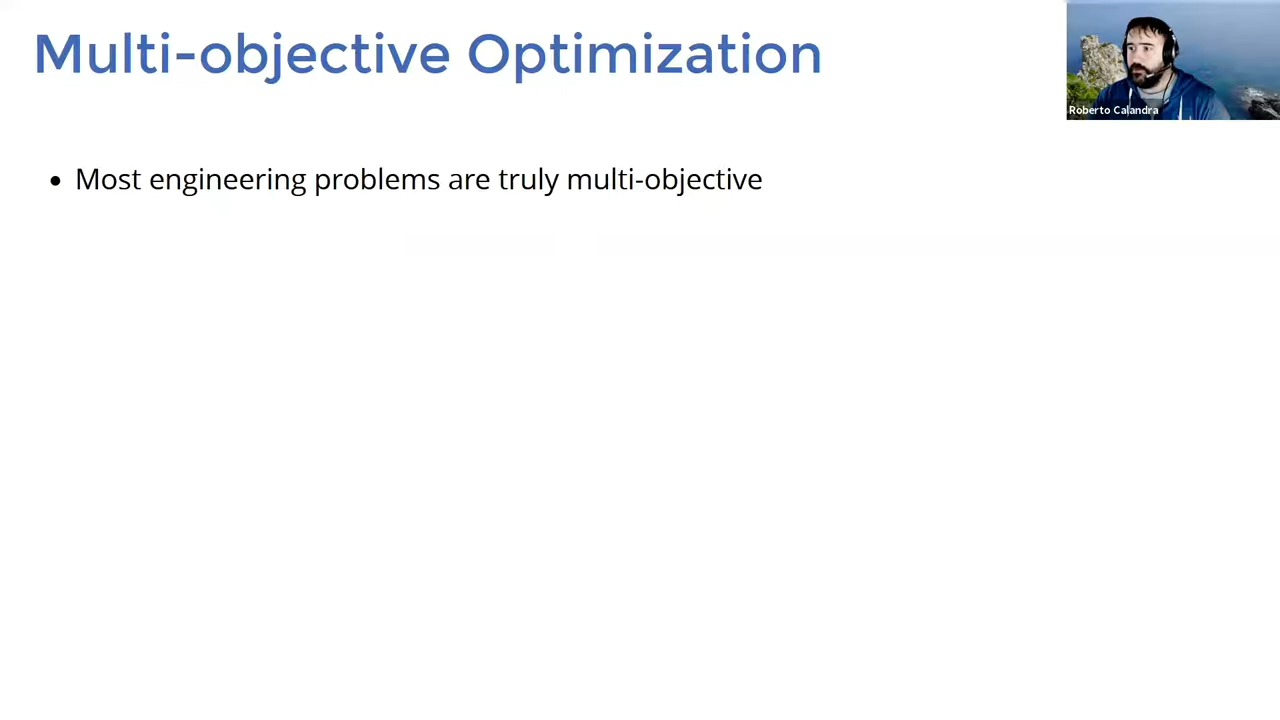 Multi-objective Optimization
Roberto Calandra
• Most engineering problems are truly multi-objective